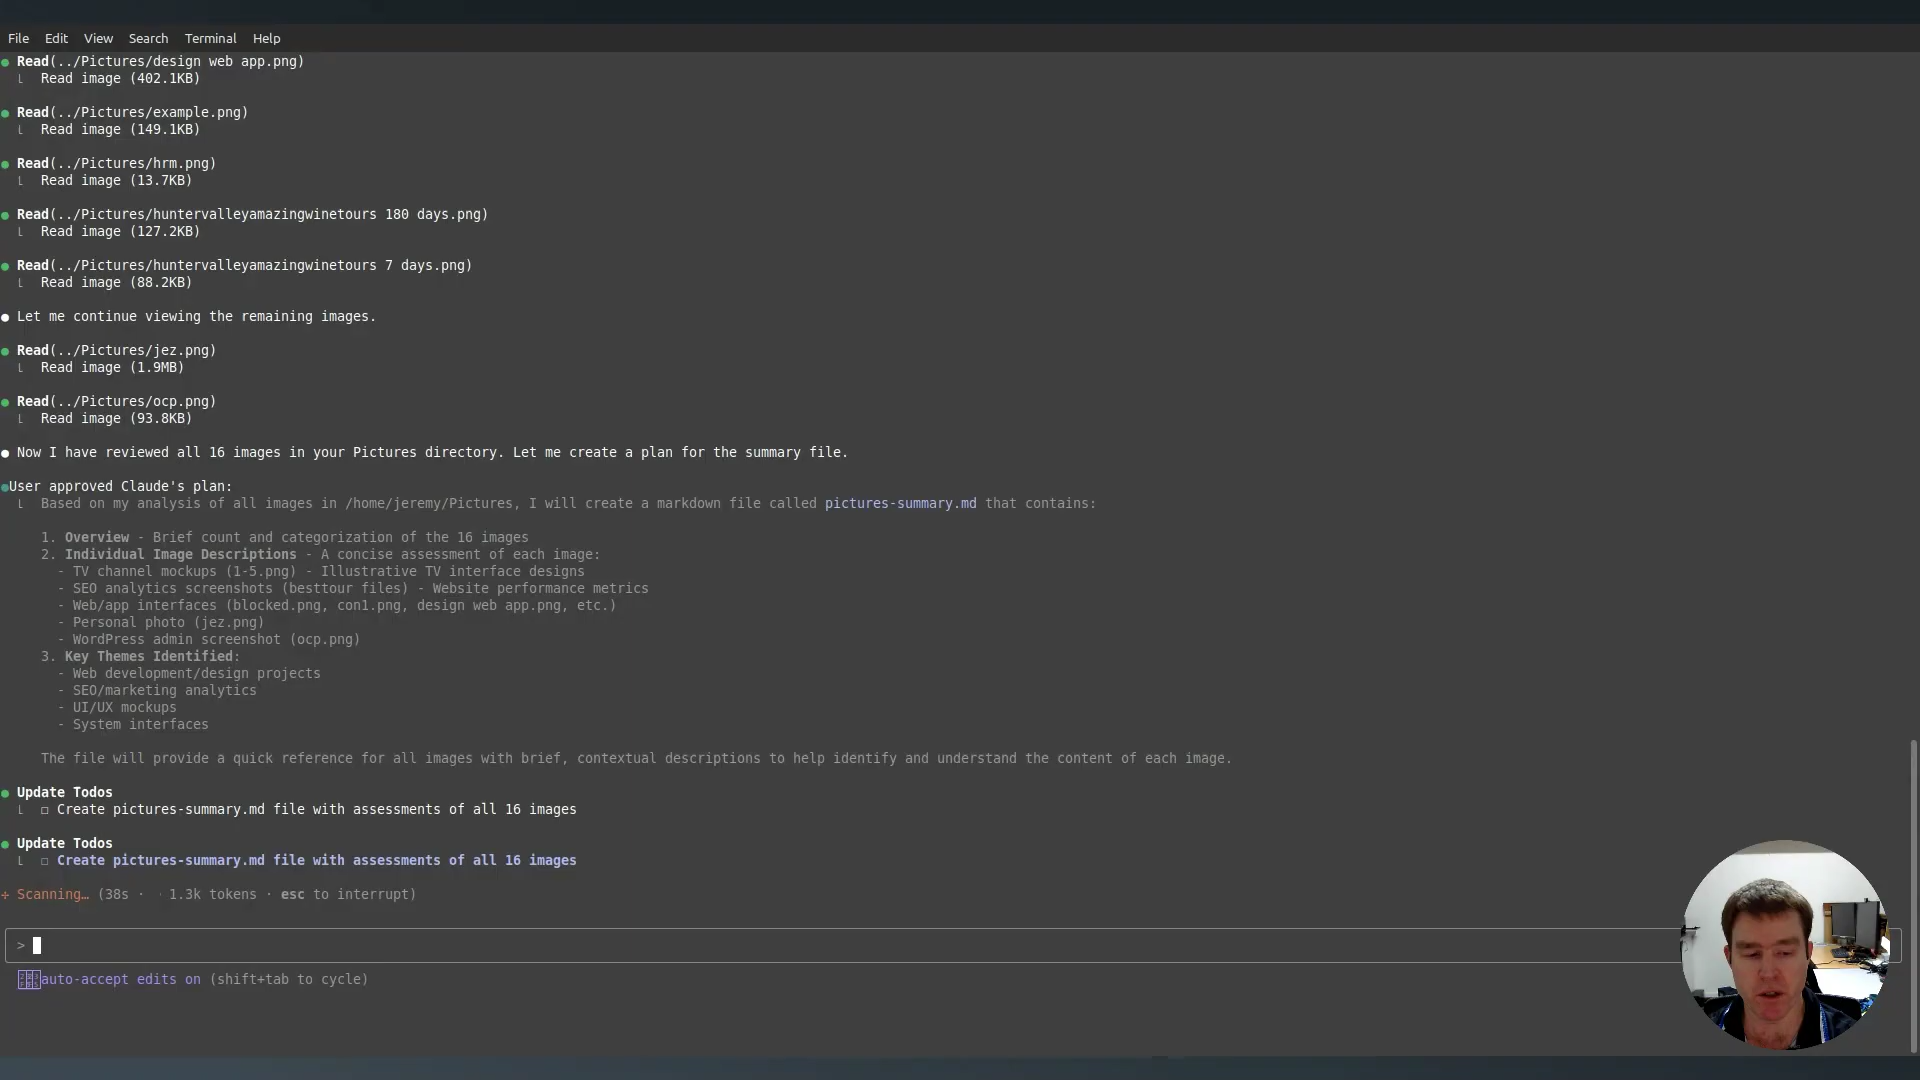 File Edit View Search Terminal Help
● Read(../Pictures/design web app.png)
⎿ Read image (402.1KB)
● Read(../Pictures/example.png)
⎿ Read image (149.1KB)
● Read(../Pictures/hrm.png)
⎿ Read image (13.7KB)
● Read(../Pictures/huntervalleyamazingwinetours 180 days.png)
⎿ Read image (127.2KB)
● Read(../Pictures/huntervalleyamazingwinetours 7 days.png)
⎿ Read image (88.2KB)
● Let me continue viewing the remaining images.
● Read(../Pictures/jez.png)
⎿ Read image (1.9MB)
● Read(../Pictures/ocp.png)
⎿ Read image (93.8KB)
● Now I have reviewed all 16 images in your Pictures directory. Let me create a plan for the summary file.
●User approved Claude's plan:
⎿ Based on my analysis of all images in /home/jeremy/Pictures, I will create a markdown file called pictures-summary.md that contains:
1. Overview - Brief count and categorization of the 16 images
2. Individual Image Descriptions - A concise assessment of each image:
- TV channel mockups (1-5.png) - Illustrative TV interface designs
- SEO analytics screenshots (besttour files) - Website performance metrics
- Web/app interfaces (blocked.png, con1.png, design web app.png, etc.)
- Personal photo (jez.png)
- WordPress admin screenshot (ocp.png)
3. Key Themes Identified:
- Web development/design projects
- SEO/marketing analytics
- UI/UX mockups
- System interfaces
The file will provide a quick reference for all images with brief, contextual descriptions to help identify and understand the content of each image.
● Update Todos
⎿ ☐ Create pictures-summary.md file with assessments of all 16 images
● Update Todos
⎿ ☐ Create pictures-summary.md file with assessments of all 16 images
÷ Scanning… (38s · 1.3k tokens · esc to interrupt)
>
auto-accept edits on (shift+tab to cycle)